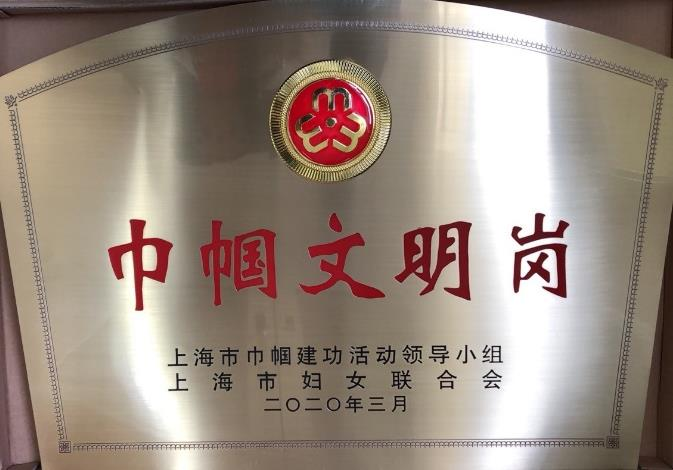 巾帼文明岗
上海市巾帼建功活动领导小组
上海市妇女联合会
二〇二〇年三月